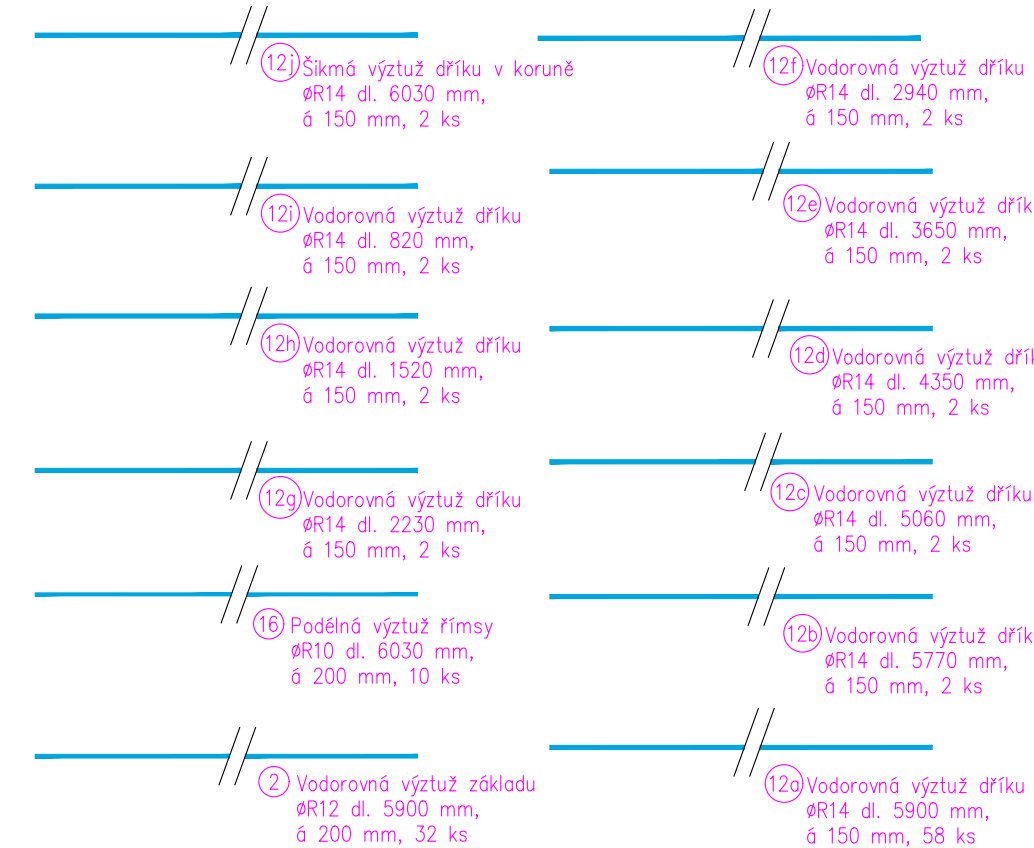 12j Šikmá výztuž dříku v koruně
øR14 dl. 6030 mm,
á 150 mm, 2 ks
12i Vodorovná výztuž dříku
øR14 dl. 820 mm,
á 150 mm, 2 ks
12h Vodorovná výztuž dříku
øR14 dl. 1520 mm,
á 150 mm, 2 ks
12g Vodorovná výztuž dříku
øR14 dl. 2230 mm,
á 150 mm, 2 ks
16 Podélná výztuž římsy
øR10 dl. 6030 mm,
á 200 mm, 10 ks
2 Vodorovná výztuž základu
øR12 dl. 5900 mm,
á 200 mm, 32 ks
12f Vodorovná výztuž dříku
øR14 dl. 2940 mm,
á 150 mm, 2 ks
12e Vodorovná výztuž dřík
øR14 dl. 3650 mm,
á 150 mm, 2 ks
12d Vodorovná výztuž dřík
øR14 dl. 4350 mm,
á 150 mm, 2 ks
12c Vodorovná výztuž dříku
øR14 dl. 5060 mm,
á 150 mm, 2 ks
12b Vodorovná výztuž dřík
øR14 dl. 5770 mm,
á 150 mm, 2 ks
12a Vodorovná výztuž dříku
øR14 dl. 5900 mm,
á 150 mm, 58 ks